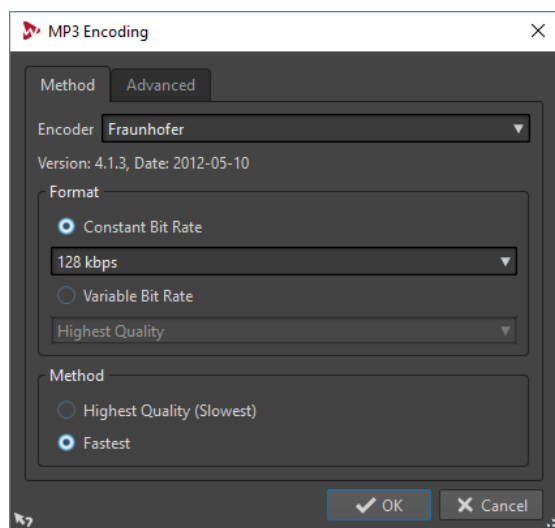 MP3 Encoding
Method Advanced
Encoder Fraunhofer
Version: 4.1.3, Date: 2012-05-10
Format
Constant Bit Rate
128 kbps
Variable Bit Rate
Highest Quality
Method
Highest Quality (Slowest)
Fastest
OK Cancel